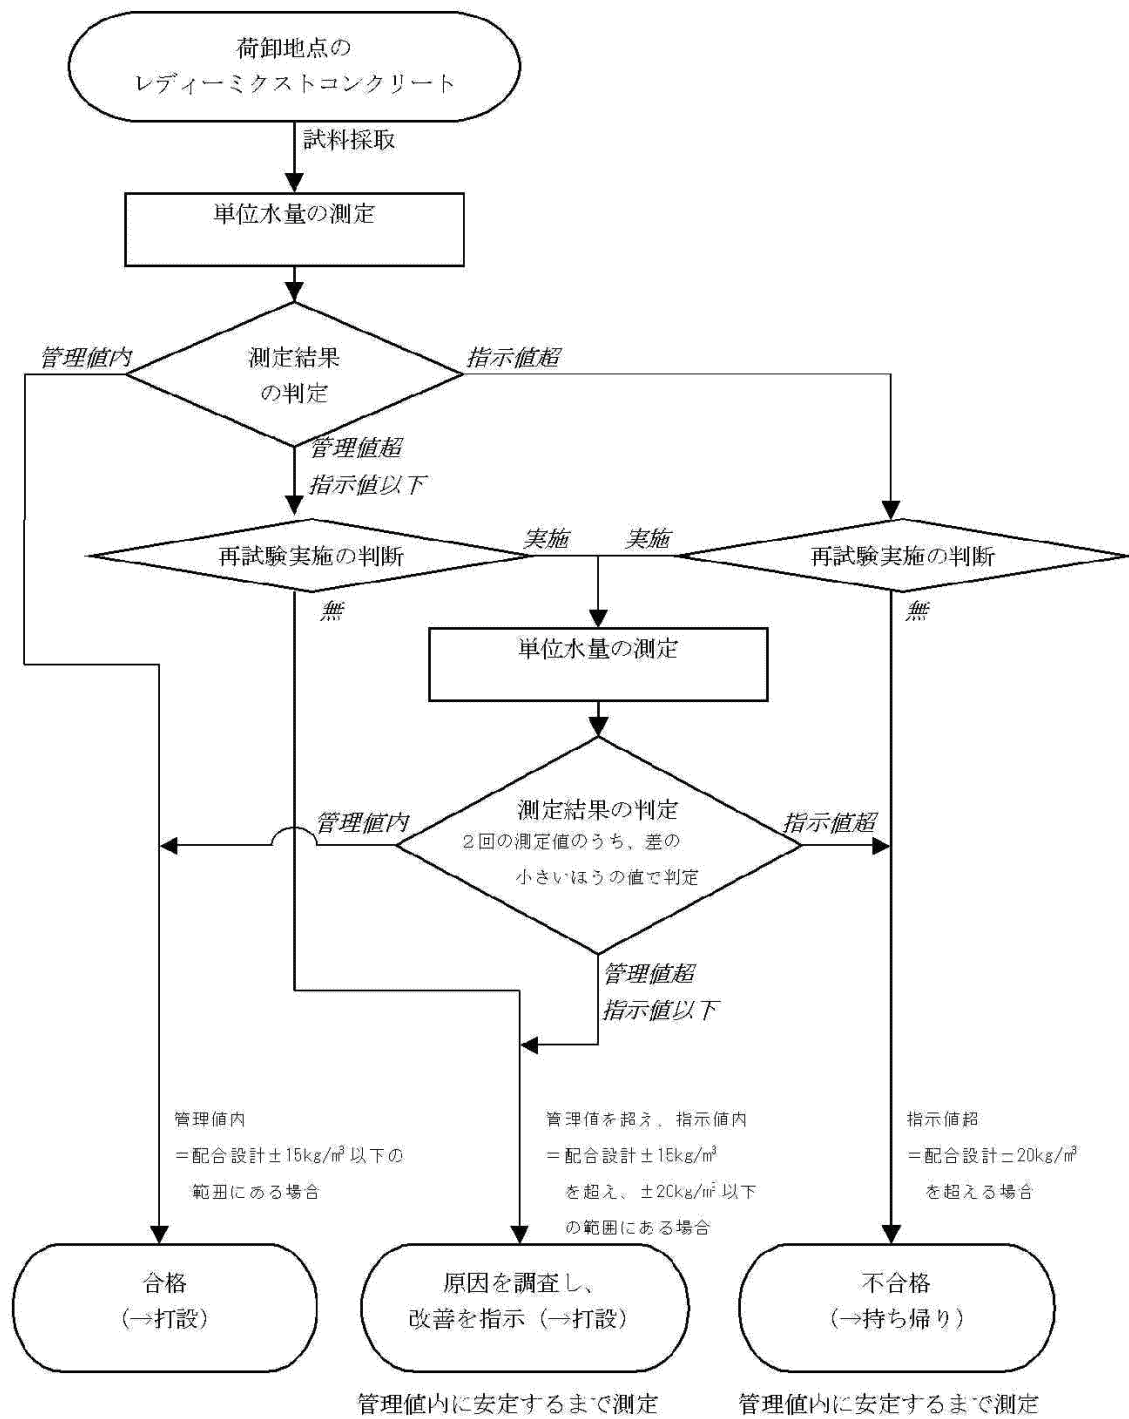 荷卸地点の
レディーミクストコンクリート
試料採取
単位水量の測定
管理値内
測定結果
の判定
指示値超
管理値超
指示値以下
再試験実施の判断
実施
実施
再試験実施の判断
無
無
単位水量の測定
管理値内
測定結果の判定
2回の測定値のうち、差の
小さいほうの値で判定
指示値超
管理値超
指示値以下
管理値内
=配合設計±15kg/m³以下の
範囲にある場合
管理値を超え、指示値内
=配合設計±15kg/m³
を超え、±20kg/m³以下
の範囲にある場合
指示値超
=配合設計±20kg/m³
を超える場合
合格
(→打設)
原因を調査し、
改善を指示(→打設)
不合格
(→持ち帰り)
管理値内に安定するまで測定
管理値内に安定するまで測定